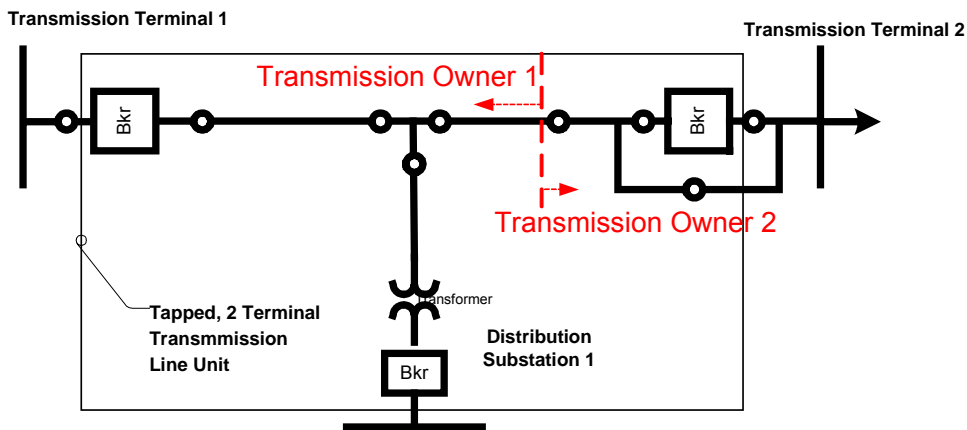 Transmission Terminal 1
Transmission Terminal 2
Transmission Owner 1
Bkr
Bkr
Transmission Owner 2
Transformer
Tapped, 2 Terminal
Transmmission
Line Unit
Distribution
Substation 1
Bkr